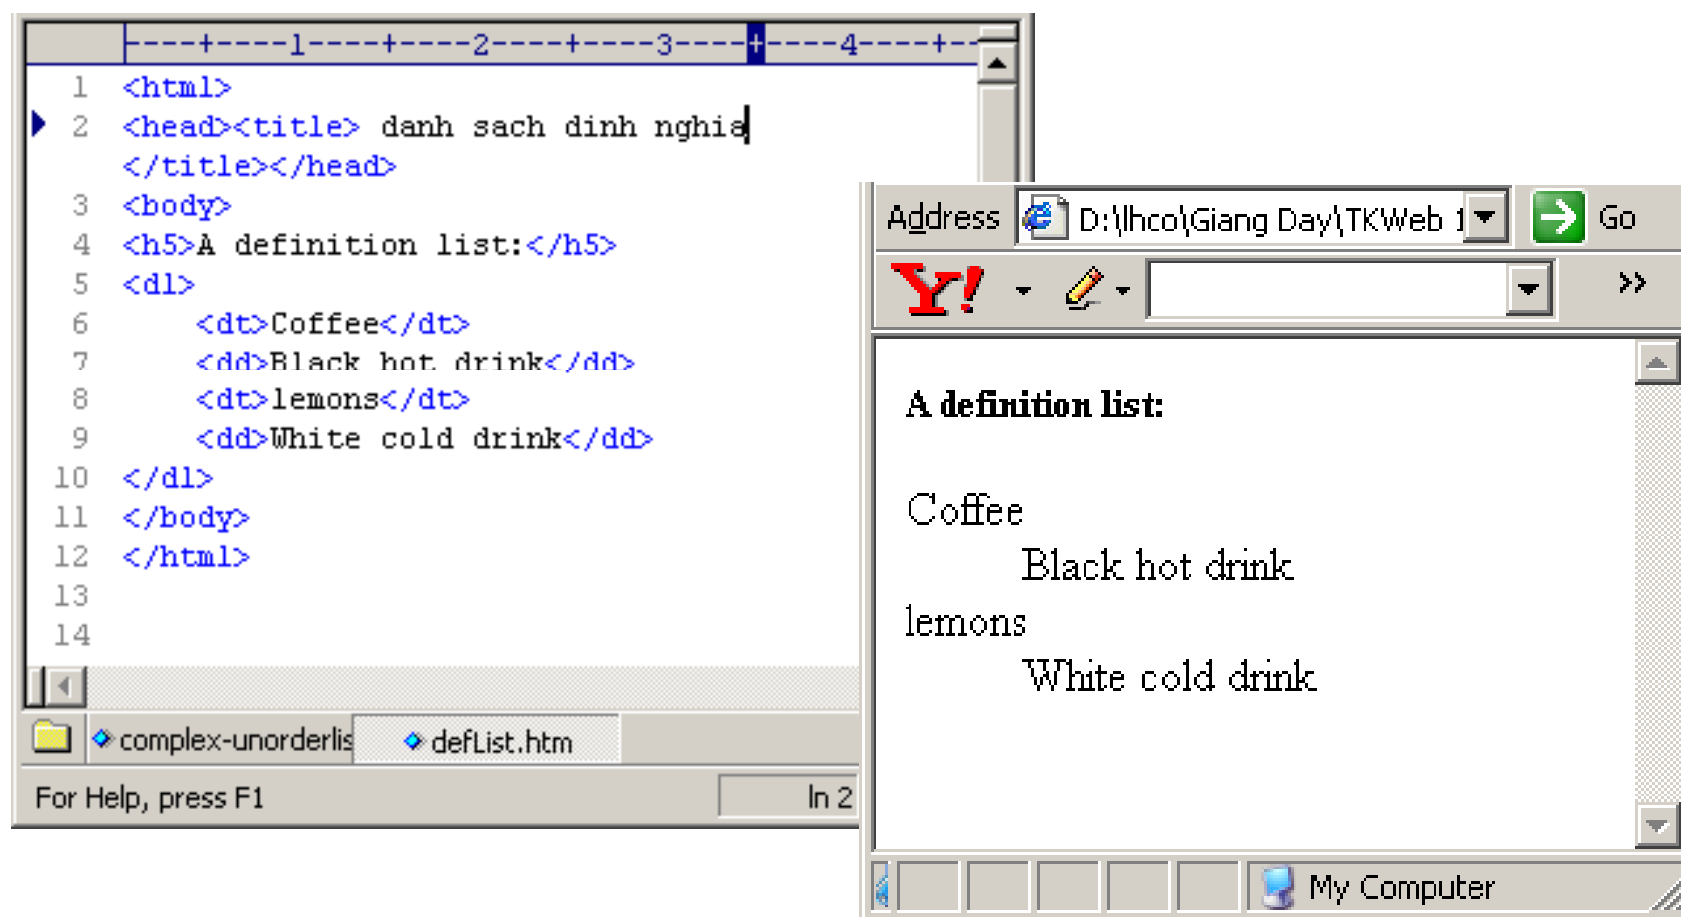 ----+----1----+----2----+----3----+----4----+--
1 <html>
2 <head><title> danh sach dinh nghia
</title></head>
3 <body>
4 <h5>A definition list:</h5>
5 <dl>
6 <dt>Coffee</dt>
7 <dd>Black hot drink</dd>
8 <dt>lemons</dt>
9 <dd>White cold drink</dd>
10 </dl>
11 </body>
12 </html>
13
14
complex-unorderlis defList.htm
For Help, press F1 ln 2
Address D:\lhco\Giang Day\TKWeb 1 Go
Y! »
A definition list:
Coffee
Black hot drink
lemons
White cold drink
My Computer